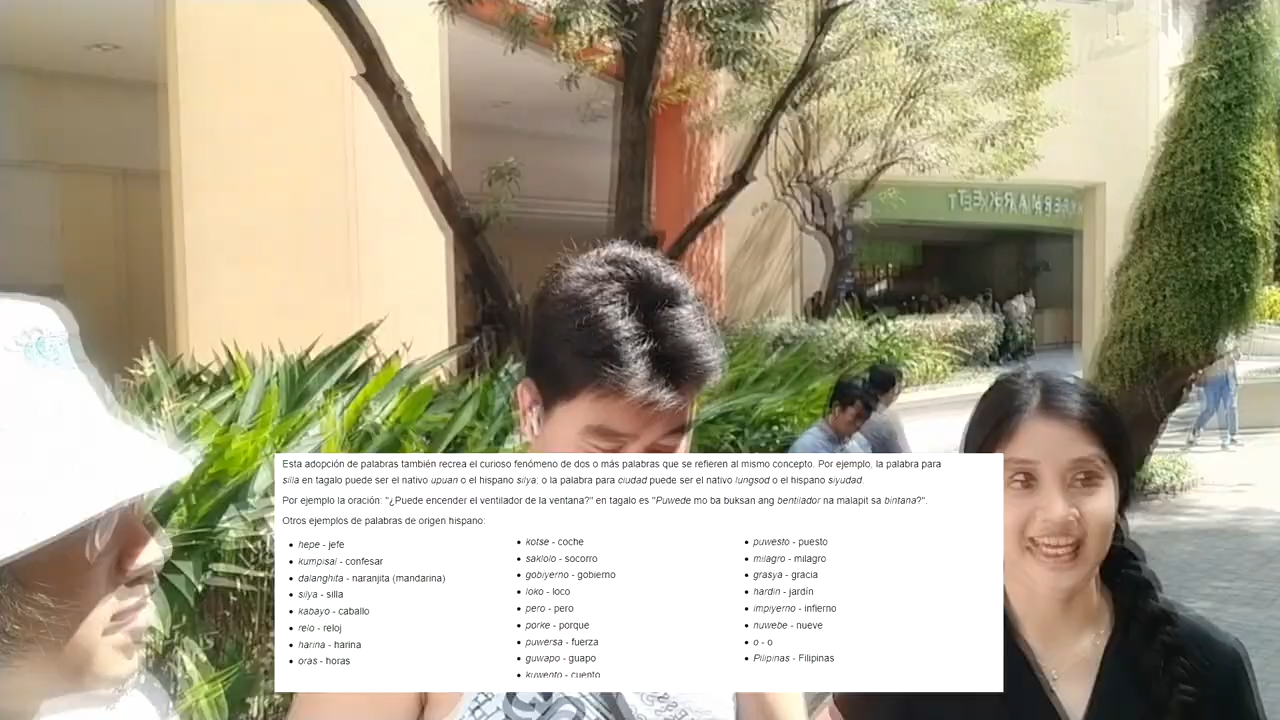 HYPERMARKET
Esta adopción de palabras también recrea el curioso fenómeno de dos o más palabras que se refieren al mismo concepto. Por ejemplo, la palabra para
silla en tagalo puede ser el nativo upuan o el hispano silya: o la palabra para ciudad puede ser el nativo lungsod o el hispano siyudad.
Por ejemplo la oración: "¿Puede encender el ventilador de la ventana?" en tagalo es "Puwede mo ba buksan ang bentilador na malapit sa bintana?".
Otros ejemplos de palabras de origen hispano:
hepe - jefe
kumpisal - confesar
dalanghita - naranjita (mandarina)
silya - silla
kabayo - caballo
relo - reloj
harina - harina
oras - horas
kotse - coche
saklolo - socorro
gobiyerno - gobierno
loko - loco
pero - pero
porke - porque
puwersa - fuerza
guwapo - guapo
kuwento - cuento
puwesto - puesto
milagro - milagro
grasya - gracia
hardin - jardín
impiyerno - infierno
nuwebe - nueve
o - o
Pilipinas - Filipinas